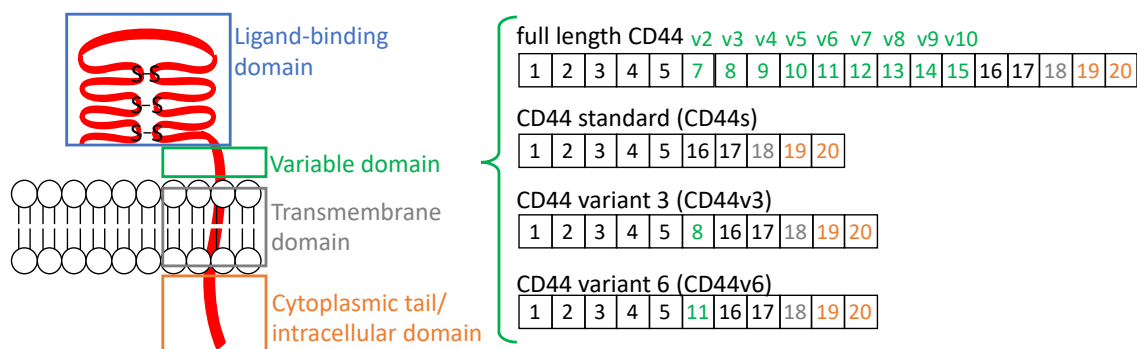 Ligand-binding
domain
S-S
S-S
S-S
Variable domain
Transmembrane
domain
Cytoplasmic tail/
intracellular domain
full length CD44 v2 v3 v4 v5 v6 v7 v8 v9 v10
1 2 3 4 5 7 8 9 10 11 12 13 14 15 16 17 18 19 20
CD44 standard (CD44s)
1 2 3 4 5 16 17 18 19 20
CD44 variant 3 (CD44v3)
1 2 3 4 5 8 16 17 18 19 20
CD44 variant 6 (CD44v6)
1 2 3 4 5 11 16 17 18 19 20